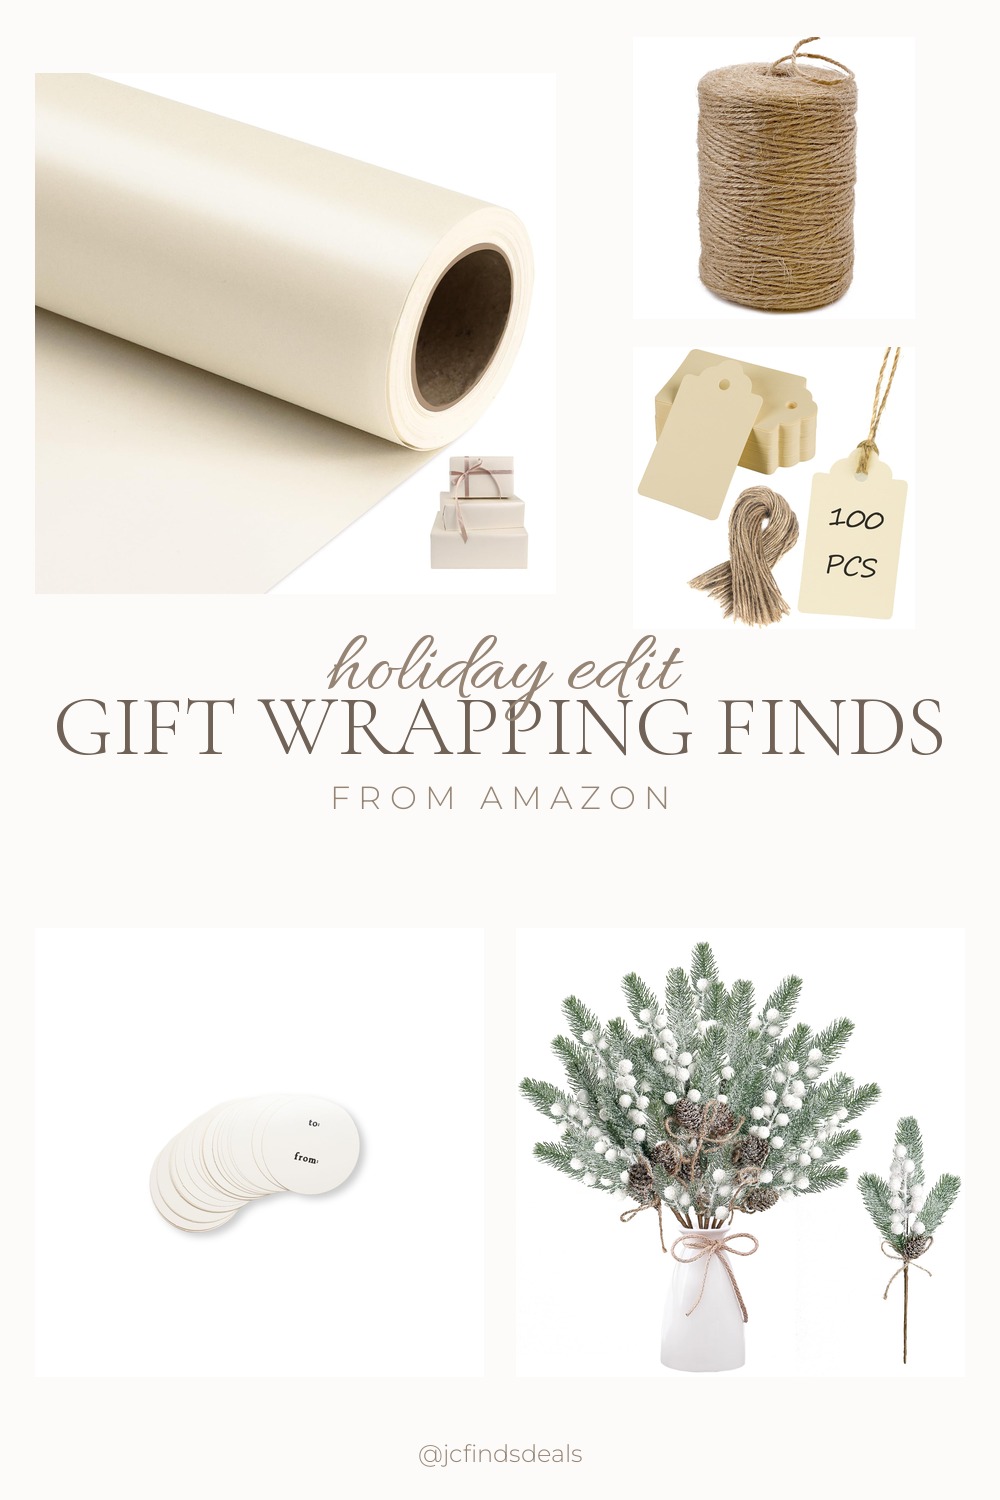 100
PCS
holiday edit
GIFT WRAPPING FINDS
FROM AMAZON
to:
from:
@jcfindsdeals